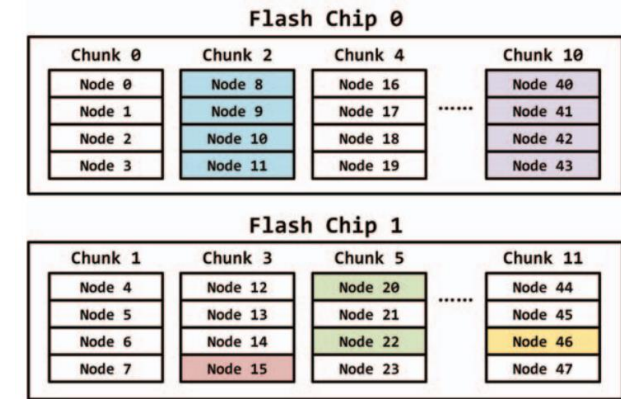 Flash Chip 0
Chunk 0 Chunk 2 Chunk 4 Chunk 10
Node 0 Node 8 Node 16 Node 40
Node 1 Node 9 Node 17 ...... Node 41
Node 2 Node 10 Node 18 Node 42
Node 3 Node 11 Node 19 Node 43
Flash Chip 1
Chunk 1 Chunk 3 Chunk 5 Chunk 11
Node 4 Node 12 Node 20 Node 44
Node 5 Node 13 Node 21 ...... Node 45
Node 6 Node 14 Node 22 Node 46
Node 7 Node 15 Node 23 Node 47